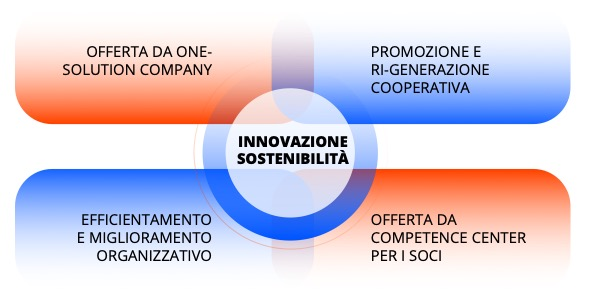 OFFERTA DA ONE-
SOLUTION COMPANY
PROMOZIONE E
RI-GENERAZIONE
COOPERATIVA
INNOVAZIONE
SOSTENIBILITÀ
EFFICIENTAMENTO
E MIGLIORAMENTO
ORGANIZZATIVO
OFFERTA DA
COMPETENCE CENTER
PER I SOCI